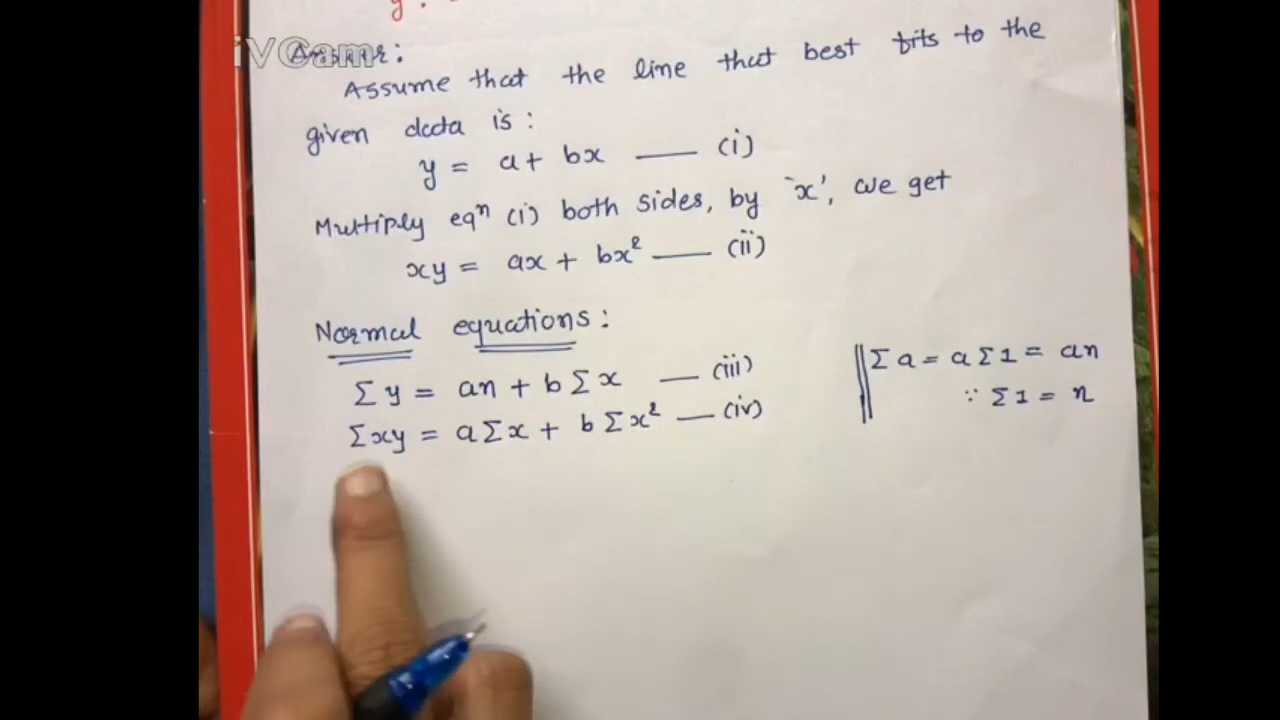 y :
iVCam
Answer:
Assume that the line that best fits to the
given data is :
y = a + bx —— (i)
Multiply eqⁿ (i) both sides, by 'x', we get
xy = ax + bx² —— (ii)
Normal equations :
Σy = an + bΣx — (iii)
Σxy = aΣx + bΣx² — (iv)
Σa = aΣ1 = an
∵ Σ1 = n